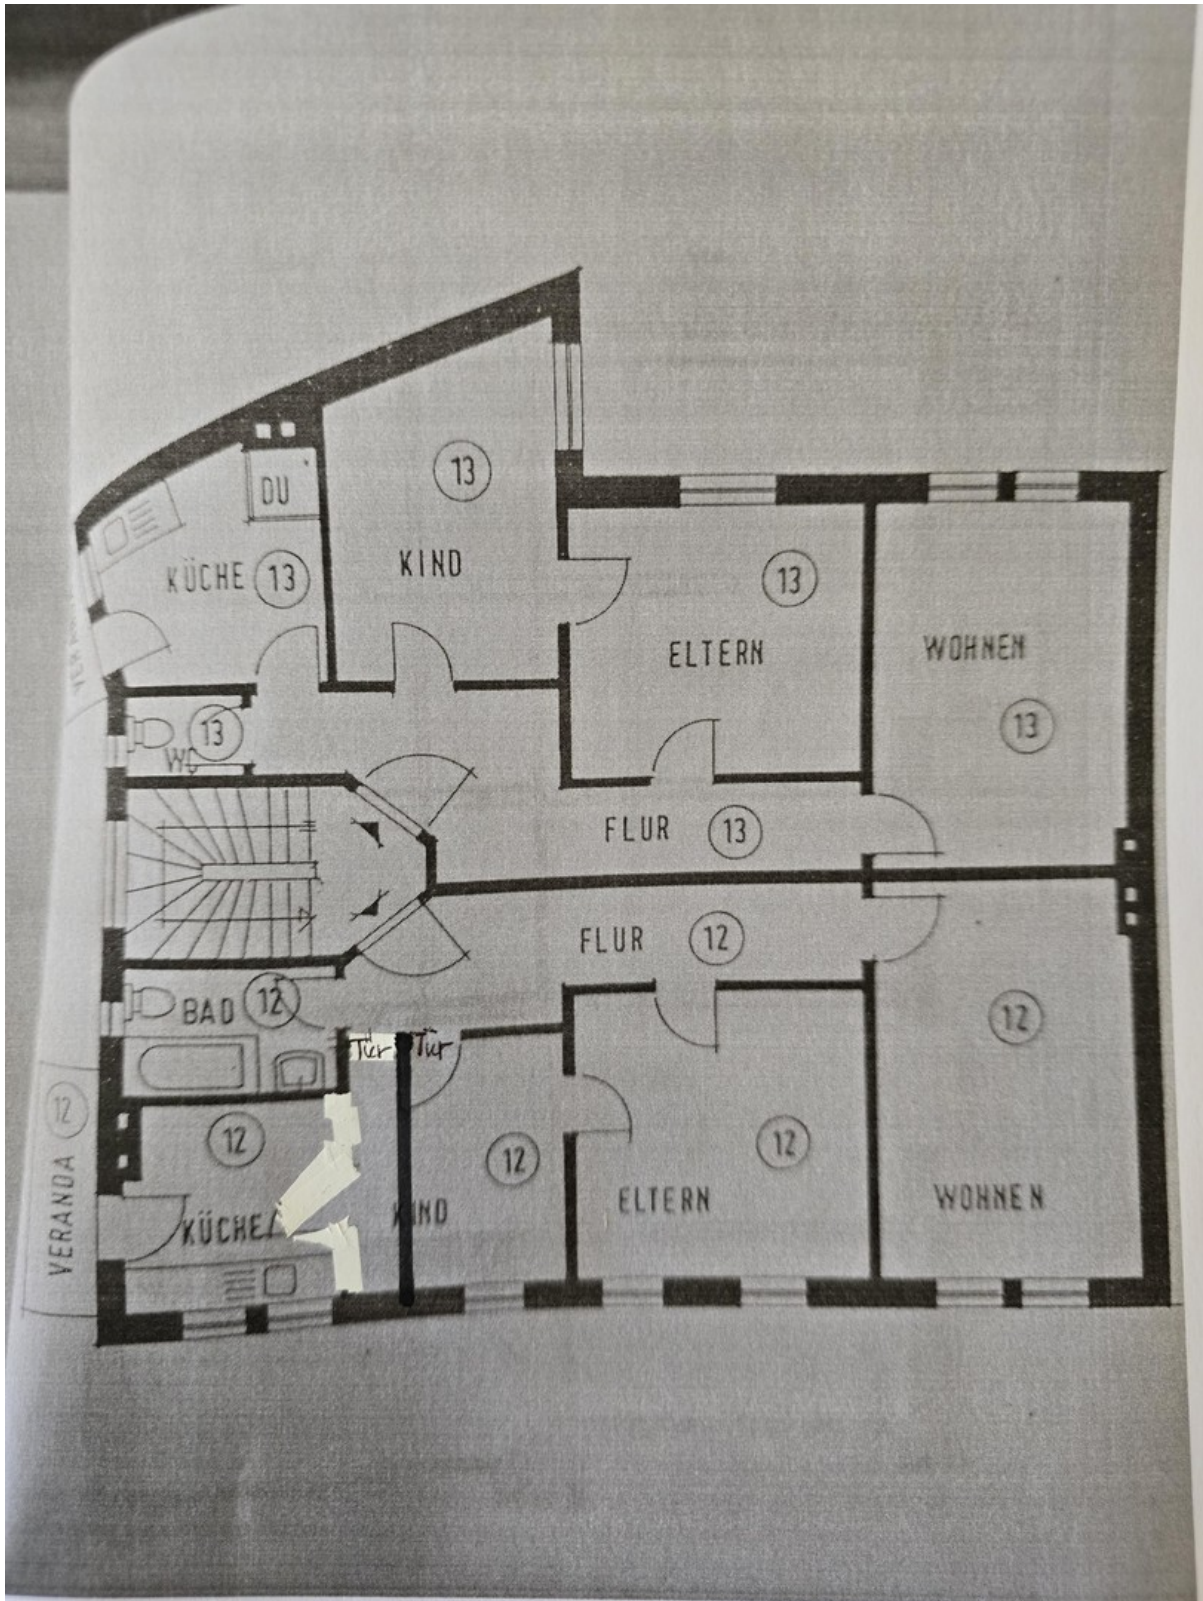 13
DU
KÜCHE 13
KIND
13
ELTERN
WOHNEN
13
13
WC
FLUR 13
FLUR 12
BAD 12
12
Tür Tür
12
12
12
12
VERANDA
KÜCHE
KIND
ELTERN
WOHNEN